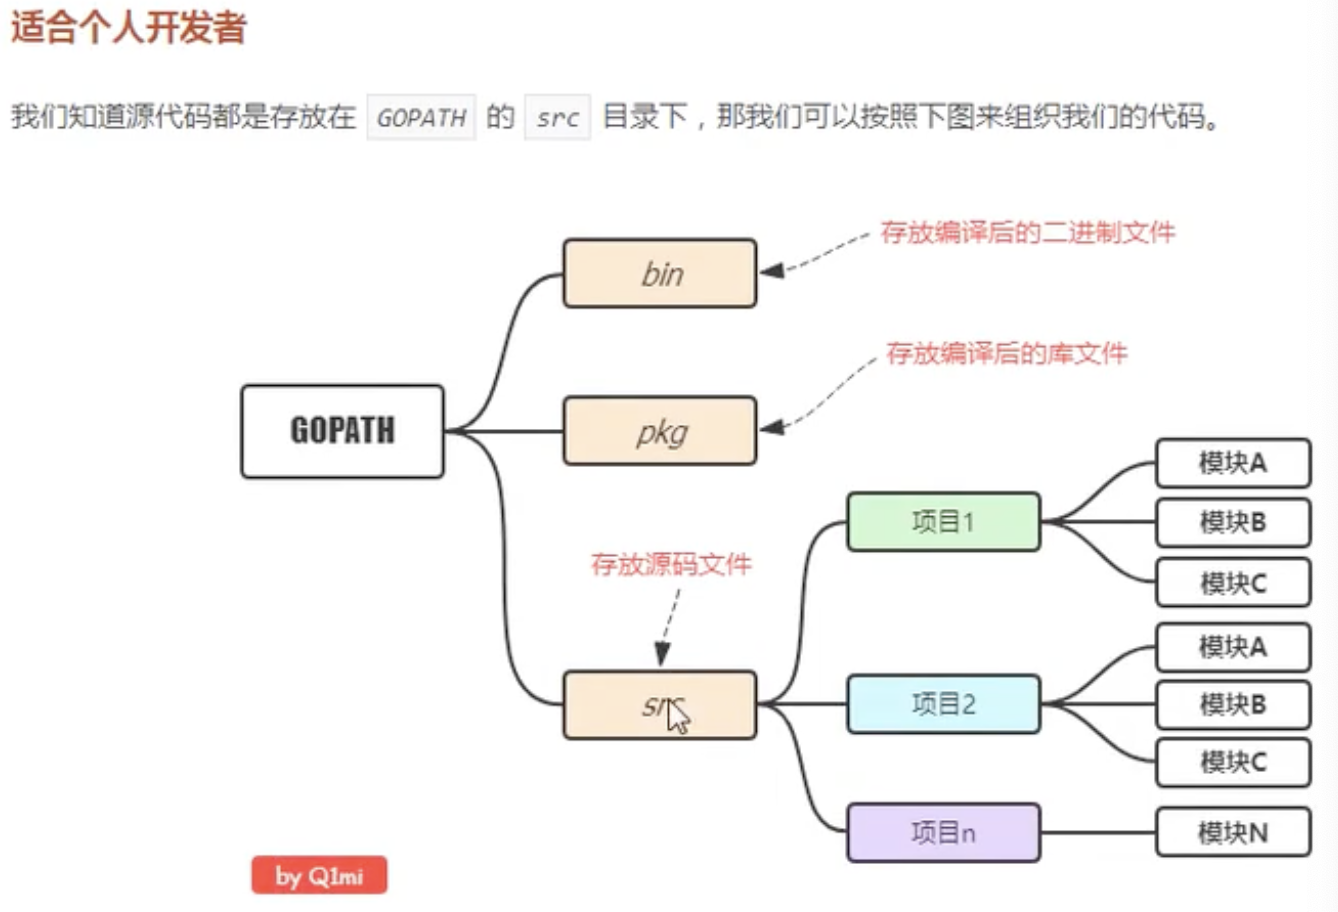 适合个人开发者
我们知道源代码都是存放在 GOPATH 的 src 目录下，那我们可以按照下图来组织我们的代码。
存放编译后的二进制文件
bin
存放编译后的库文件
GOPATH
pkg
模块A
项目1
模块B
存放源码文件
模块C
模块A
src
项目2
模块B
模块C
项目n
模块N
by Q1mi